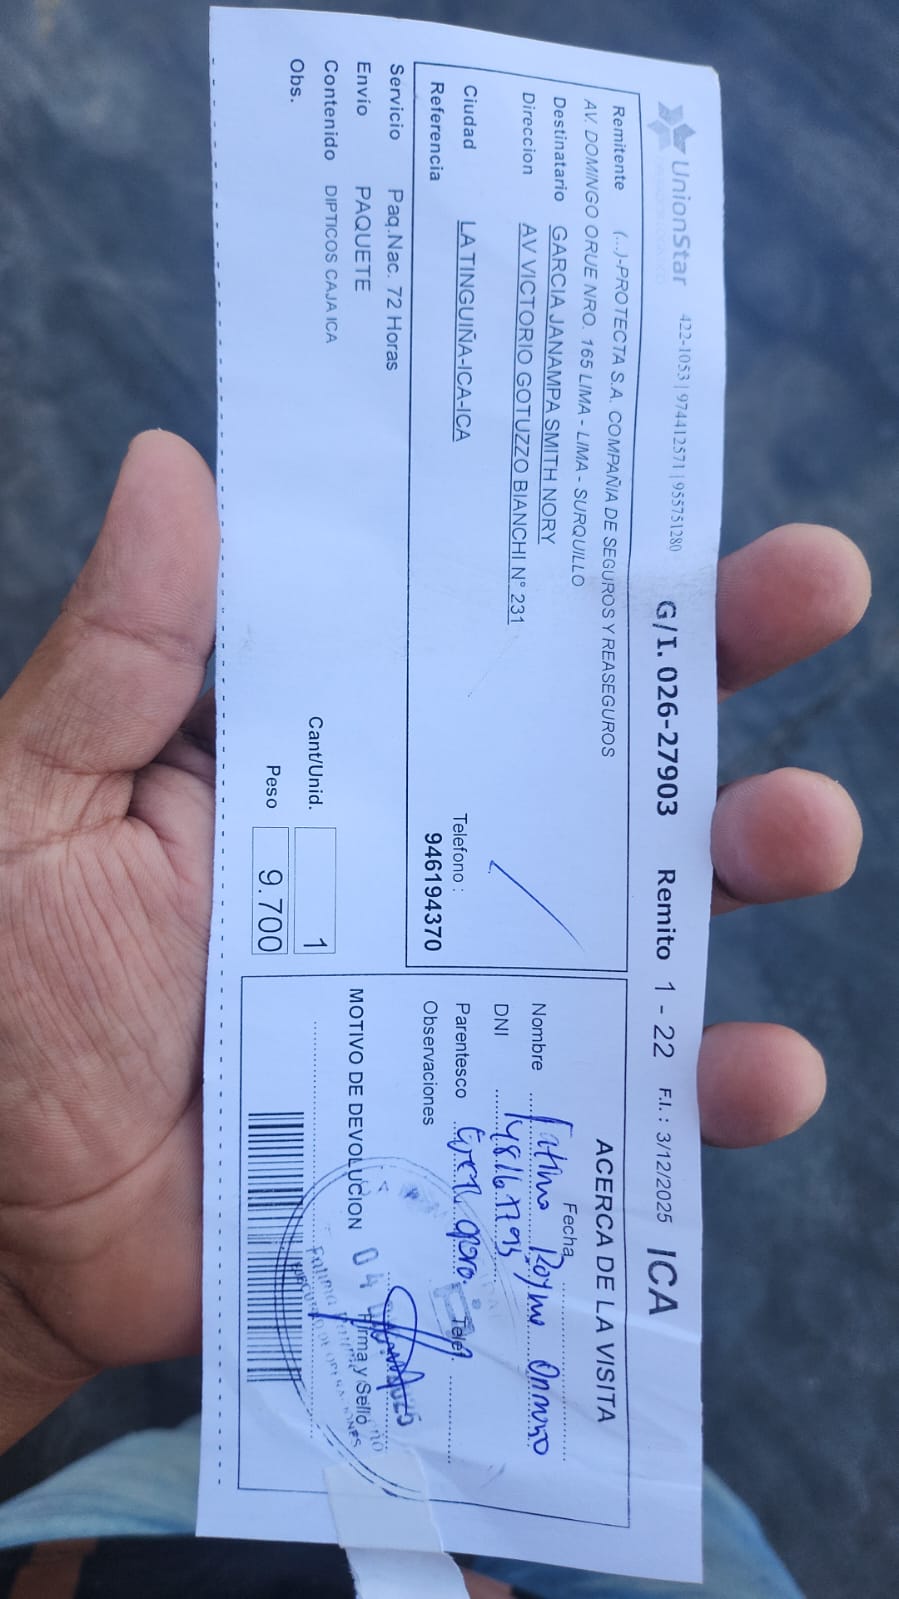 UnionStar 422-1053 | 974412571 | 955751280 G/I. 026-27903 Remito 1 - 22 F.I.: 3/12/2025 ICA
Remitente (...)-PROTECTA S.A. COMPAÑIA DE SEGUROS Y REASEGUROS
AV. DOMINGO ORUE NRO. 165 LIMA - LIMA - SURQUILLO
Destinatario GARCIA JANAMPA SMITH NORY
Direccion AV VICTORIO GOTUZZO BIANCHI N° 231
Ciudad LA TINGUIÑA-ICA-ICA
Telefono :
Referencia 946194370
Servicio Paq.Nac. 72 Horas
Envio PAQUETE
Contenido DIPTICOS CAJA ICA
Obs.
Cant/Unid. 1
Peso 9.700
ACERCA DE LA VISITA
Fecha
Nombre Fatima
DNI
Parentesco Telef.
Observaciones
MOTIVO DE DEVOLUCION 04
Firma y Sello
Fatima